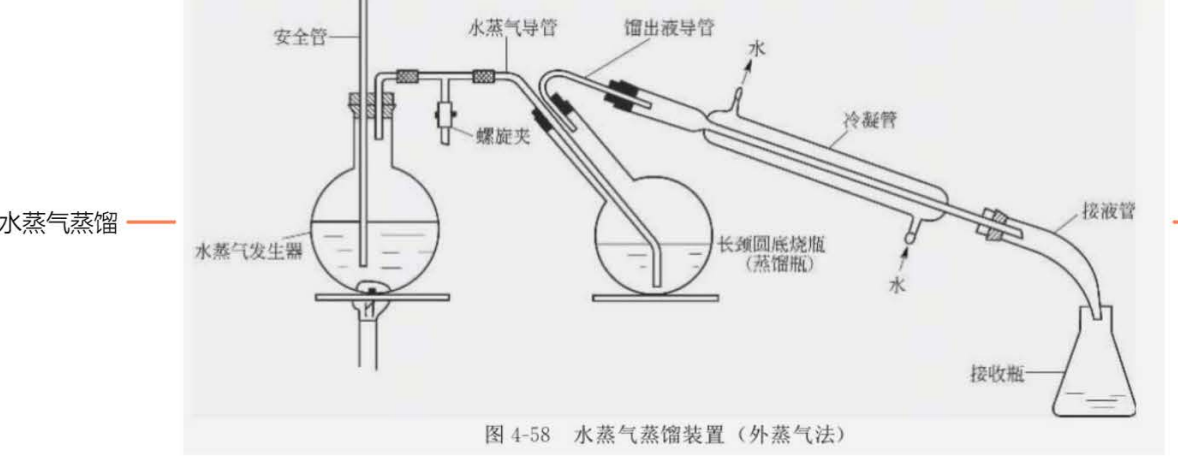 水蒸气蒸馏
安全管
水蒸气导管
馏出液导管
水
冷凝管
螺旋夹
接液管
水蒸气发生器
长颈圆底烧瓶
(蒸馏瓶)
水
接收瓶
图 4-58 水蒸气蒸馏装置（外蒸气法）